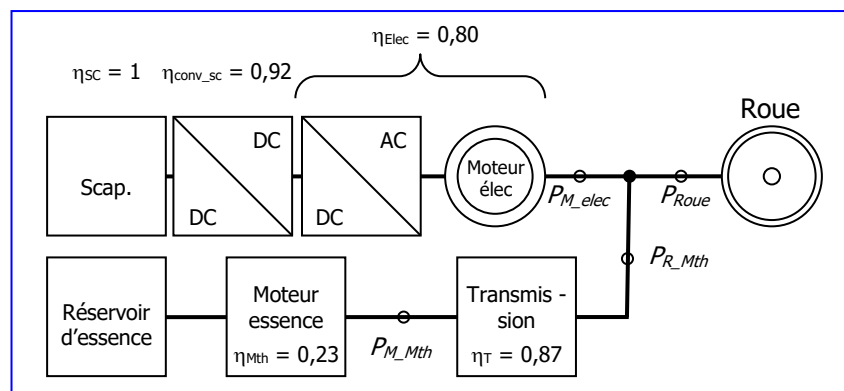 ηElec = 0,80
ηSC = 1 ηconv_sc = 0,92
Roue
Scap.
DC
DC
AC
DC
Moteur
élec
PM_elec
PRoue
PR_Mth
Réservoir
d'essence
Moteur
essence
ηMth = 0,23
PM_Mth
Transmis -
sion
ηT = 0,87